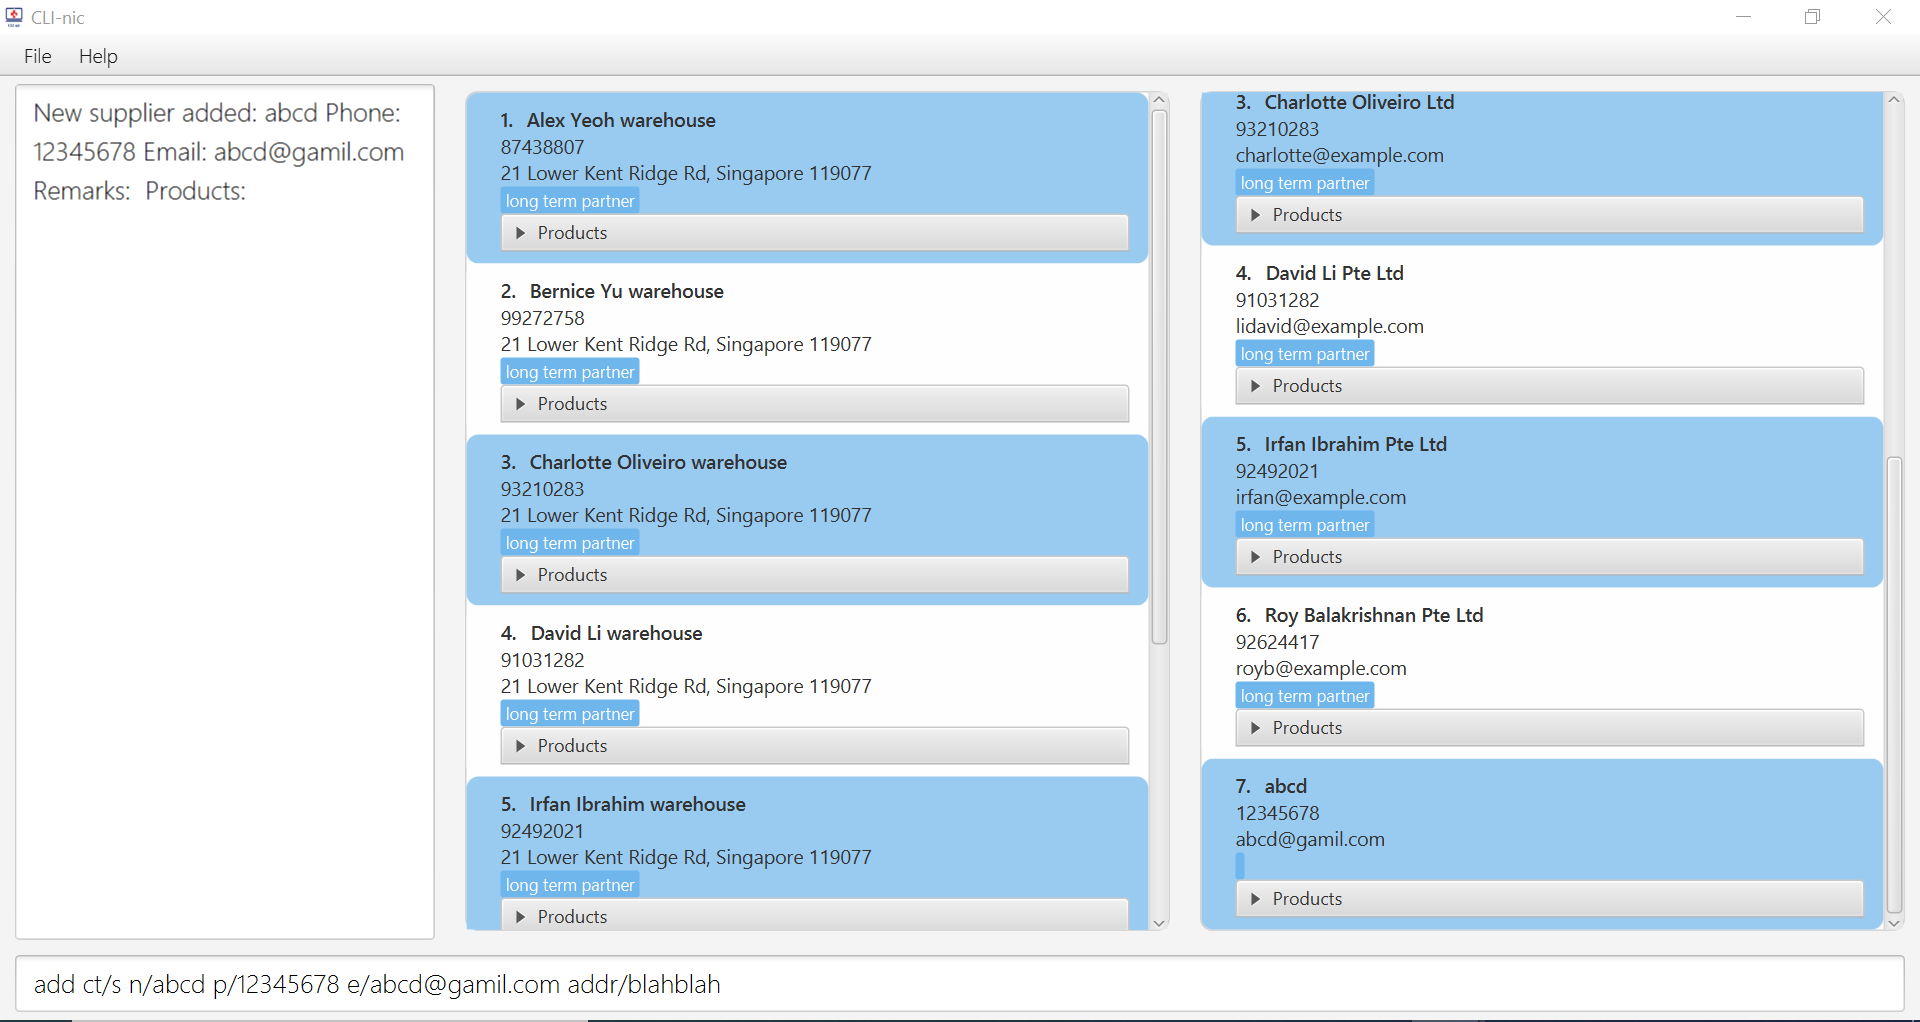 CLI-nic
File Help
New supplier added: abcd Phone:
12345678 Email: abcd@gamil.com
Remarks: Products:
1. Alex Yeoh warehouse
87438807
21 Lower Kent Ridge Rd, Singapore 119077
long term partner
Products
2. Bernice Yu warehouse
99272758
21 Lower Kent Ridge Rd, Singapore 119077
long term partner
Products
3. Charlotte Oliveiro warehouse
93210283
21 Lower Kent Ridge Rd, Singapore 119077
long term partner
Products
4. David Li warehouse
91031282
21 Lower Kent Ridge Rd, Singapore 119077
long term partner
Products
5. Irfan Ibrahim warehouse
92492021
21 Lower Kent Ridge Rd, Singapore 119077
long term partner
Products
3. Charlotte Oliveiro Ltd
93210283
charlotte@example.com
long term partner
Products
4. David Li Pte Ltd
91031282
lidavid@example.com
long term partner
Products
5. Irfan Ibrahim Pte Ltd
92492021
irfan@example.com
long term partner
Products
6. Roy Balakrishnan Pte Ltd
92624417
royb@example.com
long term partner
Products
7. abcd
12345678
abcd@gamil.com
Products
add ct/s n/abcd p/12345678 e/abcd@gamil.com addr/blahblah